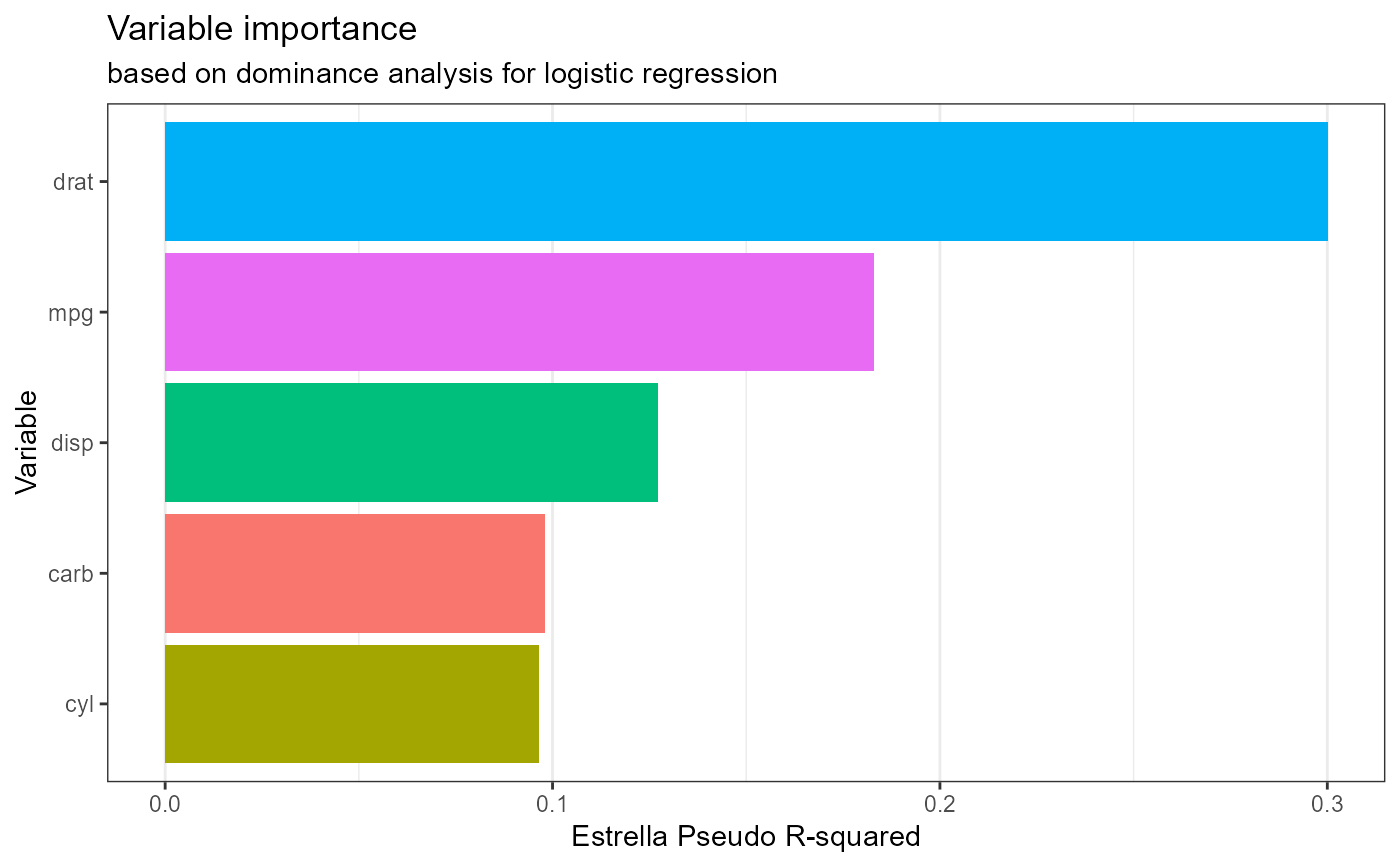 Variable importance
based on dominance analysis for logistic regression
Variable
drat
mpg
disp
carb
cyl
0.0
0.1
0.2
0.3
Estrella Pseudo R-squared